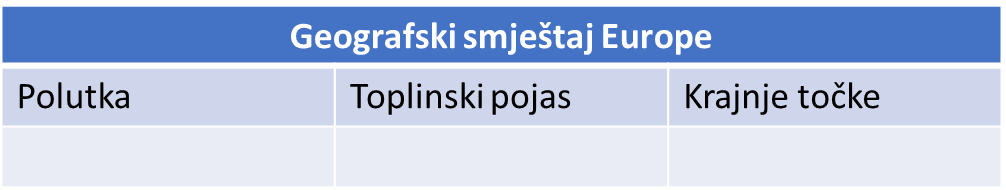 Geografski smještaj Europe
Polutka Toplinski pojas Krajnje točke